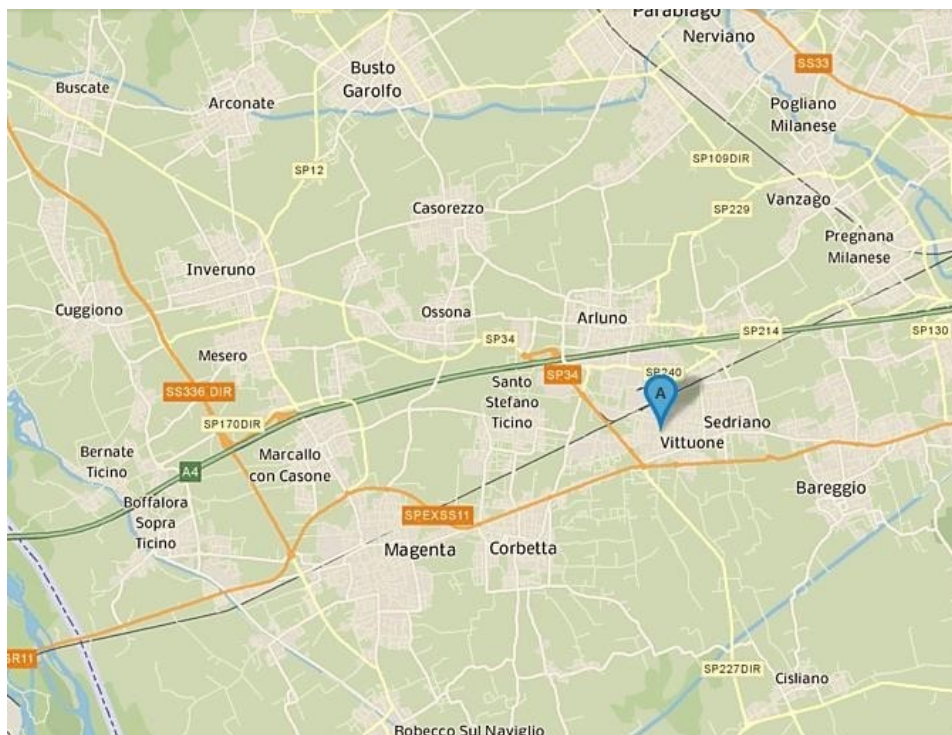 Parabiago
Nerviano
SS33
Busto
Garolfo
Buscate
Arconate
Pogliano
Milanese
SP109DIR
SP12
Vanzago
Casorezzo
SP229
Pregnana
Milanese
Inveruno
Cuggiono
Ossona
Arluno
SP34
SP214
SP130
Mesero
SP34
SP240
Santo
Stefano
Ticino
SS336 DIR
A
SP170DIR
Sedriano
Vittuone
Bernate
Ticino
Marcallo
con Casone
A4
Bareggio
Boffalora
Sopra
Ticino
SPEXSS11
Magenta
Corbetta
SR11
SP227DIR
Cisliano
Robecco Sul Naviglio